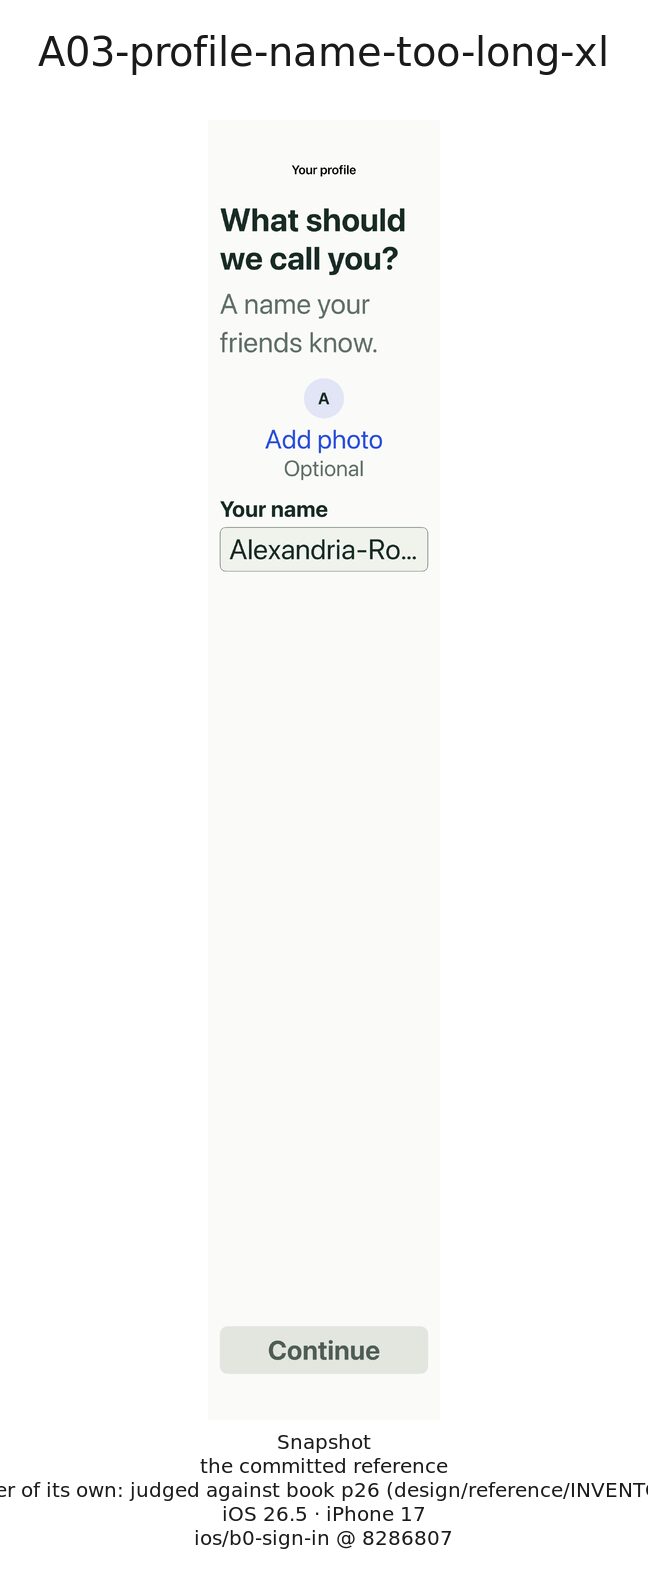 A03-profile-name-too-long-xl
Your profile
What should
we call you?
A name your
friends know.
A
Add photo
Optional
Your name
Alexandria-Ro…
Continue
Snapshot
the committed reference
er of its own: judged against book p26 (design/reference/INVENTO
iOS 26.5 · iPhone 17
ios/b0-sign-in @ 8286807